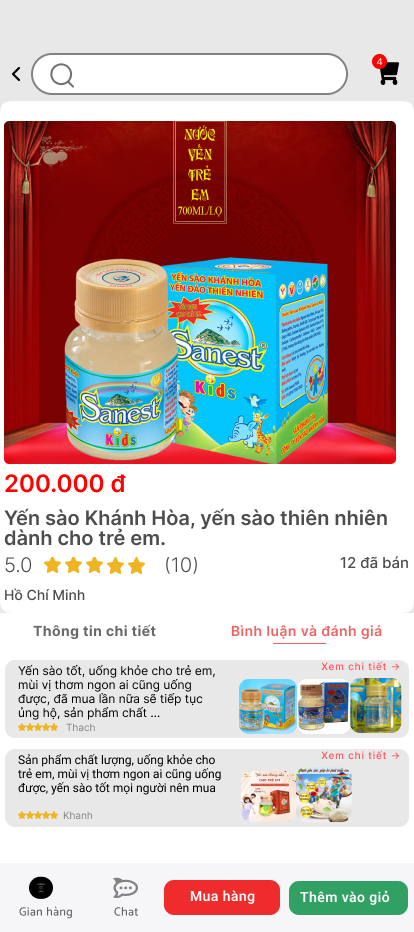 4
NƯỚC
YẾN
TRẺ
EM
700ML/LỌ
YẾN SÀO KHÁNH HÒA
YẾN ĐẢO THIÊN NHIÊN
Sanest
Kids
Sanest
Kids
200.000 đ
Yến sào Khánh Hòa, yến sào thiên nhiên
dành cho trẻ em.
5.0 (10) 12 đã bán
Hồ Chí Minh
Thông tin chi tiết Bình luận và đánh giá
Xem chi tiết →
Yến sào tốt, uống khỏe cho trẻ em,
mùi vị thơm ngon ai cũng uống
được, đã mua lần nữa sẽ tiếp tục
ủng hộ, sản phẩm chất ...
Thach
Xem chi tiết →
Sản phẩm chất lượng, uống khỏe cho
trẻ em, mùi vị thơm ngon ai cũng uống
được, yến sào tốt mọi người nên mua
Khanh
Gian hàng Chat Mua hàng Thêm vào giỏ